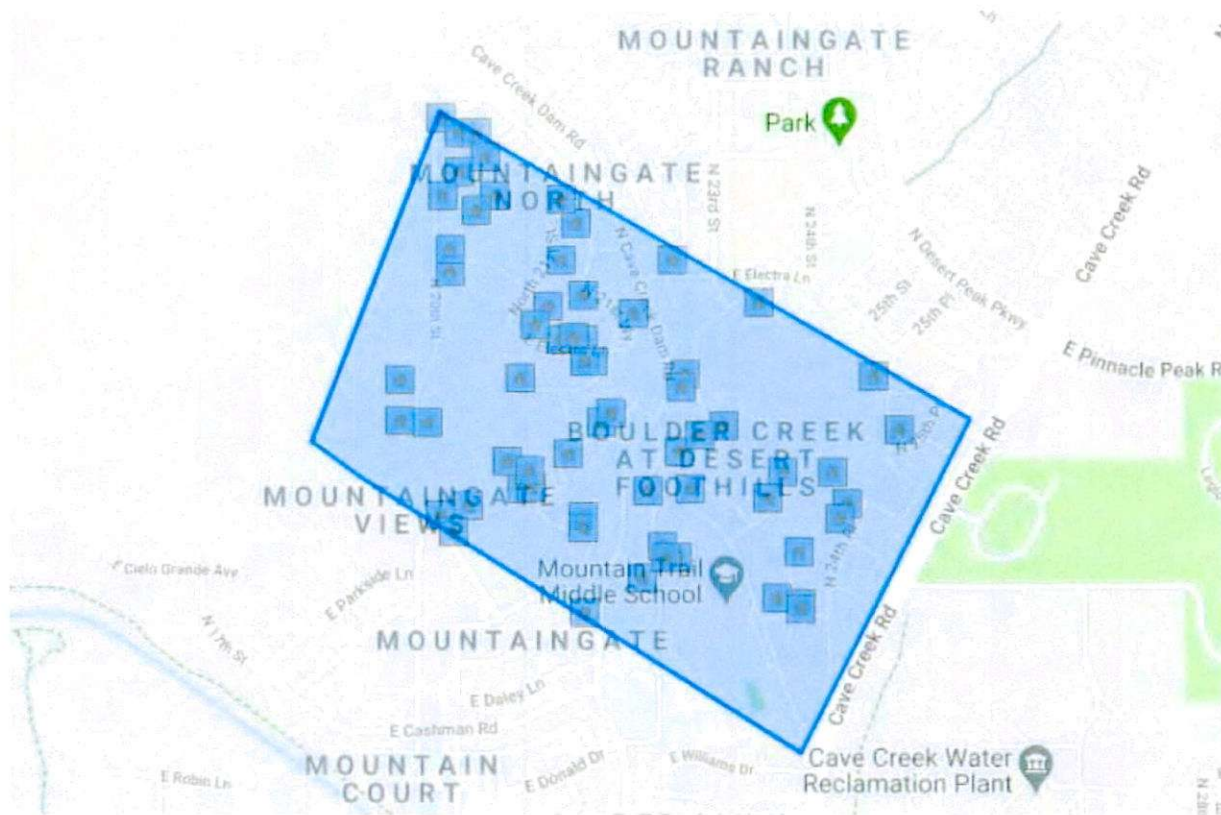 MOUNTAINGATE
RANCH
Cave Creek Dam Rd
Park
MOUNTAINGATE
NORTH
N 23rd St
N 24th St
Cave Creek Rd
N Desert Peak Pkwy
E Electra Ln
25th St
25th Pl
E Pinnacle Peak R
N 20th St
BOULDER CREEK
AT DESERT
FOOTHILLS
N 25th Pl
Cave Creek Rd
MOUNTAINGATE
VIEWS
Mountain Trail
Middle School
E Cielo Grande Ave
E Parkside Ln
N 17th St
MOUNTAINGATE
Cave Creek Rd
E Daley Ln
E Cashman Rd
MOUNTAIN
COURT
E Robin Ln
E Donald Dr
E Williams Dr
Cave Creek Water
Reclamation Plant